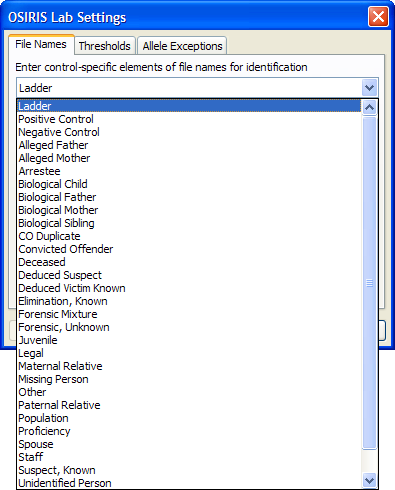 OSIRIS Lab Settings
File Names Thresholds Allele Exceptions
Enter control-specific elements of file names for identification
Ladder
Ladder
Positive Control
Negative Control
Alleged Father
Alleged Mother
Arrestee
Biological Child
Biological Father
Biological Mother
Biological Sibling
CO Duplicate
Convicted Offender
Deceased
Deduced Suspect
Deduced Victim Known
Elimination, Known
Forensic Mixture
Forensic, Unknown
Juvenile
Legal
Maternal Relative
Missing Person
Other
Paternal Relative
Population
Proficiency
Spouse
Staff
Suspect, Known
Unidentified Person